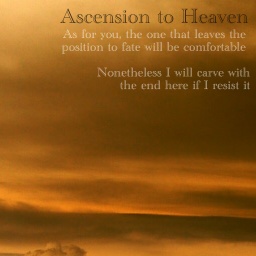 Ascension to Heaven
As for you, the one that leaves the
position to fate will be comfortable
Nonetheless I will carve with
the end here if I resist it